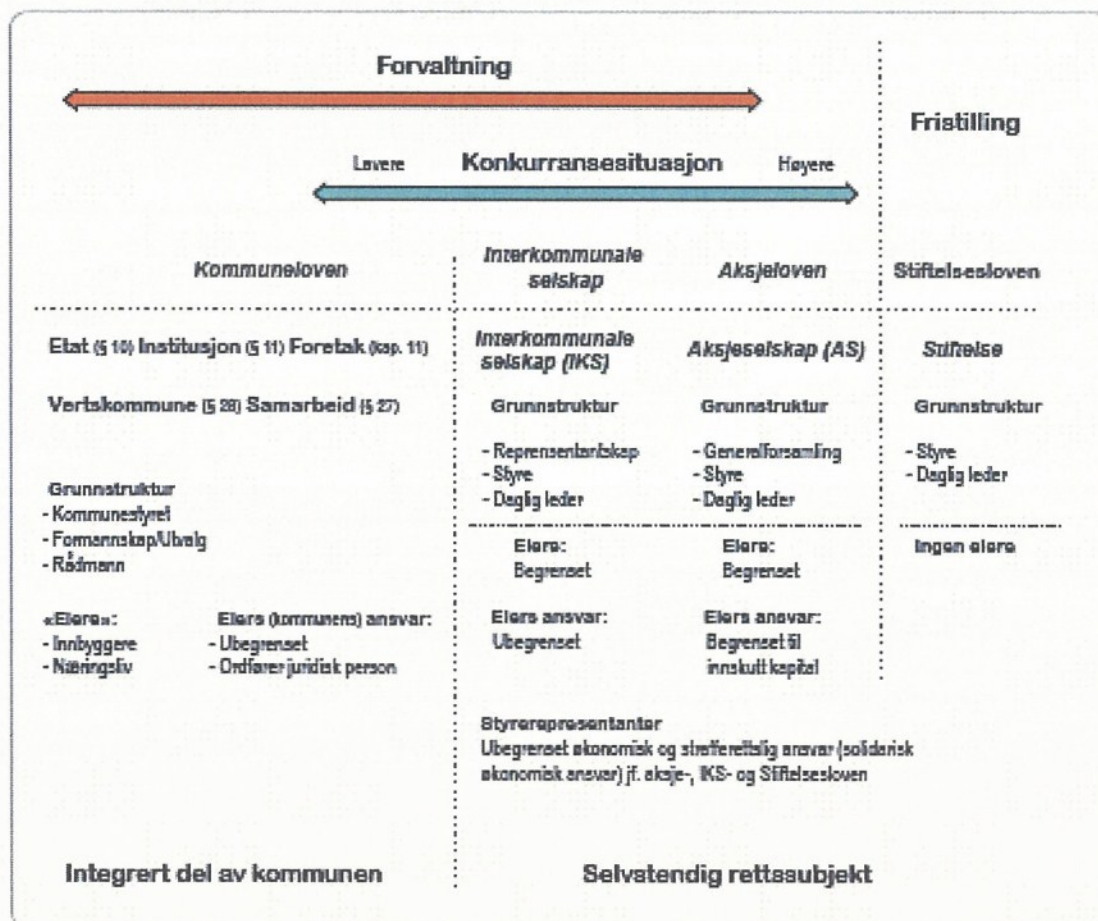 Forvaltning
Fristilling
Lavere Konkurransesituasjon Høyere
Kommuneloven
Interkommunale
selskap
Aksjeloven
Stiftelsesloven
Etat (§ 10) Institusjon (§ 11) Foretak (kap. 11)
Vertskommune (§ 28) Samarbeid (§ 27)
Grunnstruktur
- Kommunestyret
- Formannskap/Utvalg
- Rådmann
«Eiere»:
- Innbyggere
- Næringsliv
Eiers (kommunens) ansvar:
- Ubegrenset
- Ordfører juridisk person
Interkommunale
selskap (IKS)
Grunnstruktur
- Reprensentantskap
- Styre
- Daglig leder
Eiere:
Begrenset
Eiers ansvar:
Ubegrenset
Aksjeselskap (AS)
Grunnstruktur
- Generalforsamling
- Styre
- Daglig leder
Eiere:
Begrenset
Eiers ansvar:
Begrenset til
innskutt kapital
Stiftelse
Grunnstruktur
- Styre
- Daglig leder
Ingen eiere
Styrerepresentanter
Ubegrenset økonomisk og strafferettslig ansvar (solidarisk
økonomisk ansvar) jf. aksje-, IKS- og Stiftelsesloven
Integrert del av kommunen
Selvstendig rettssubjekt